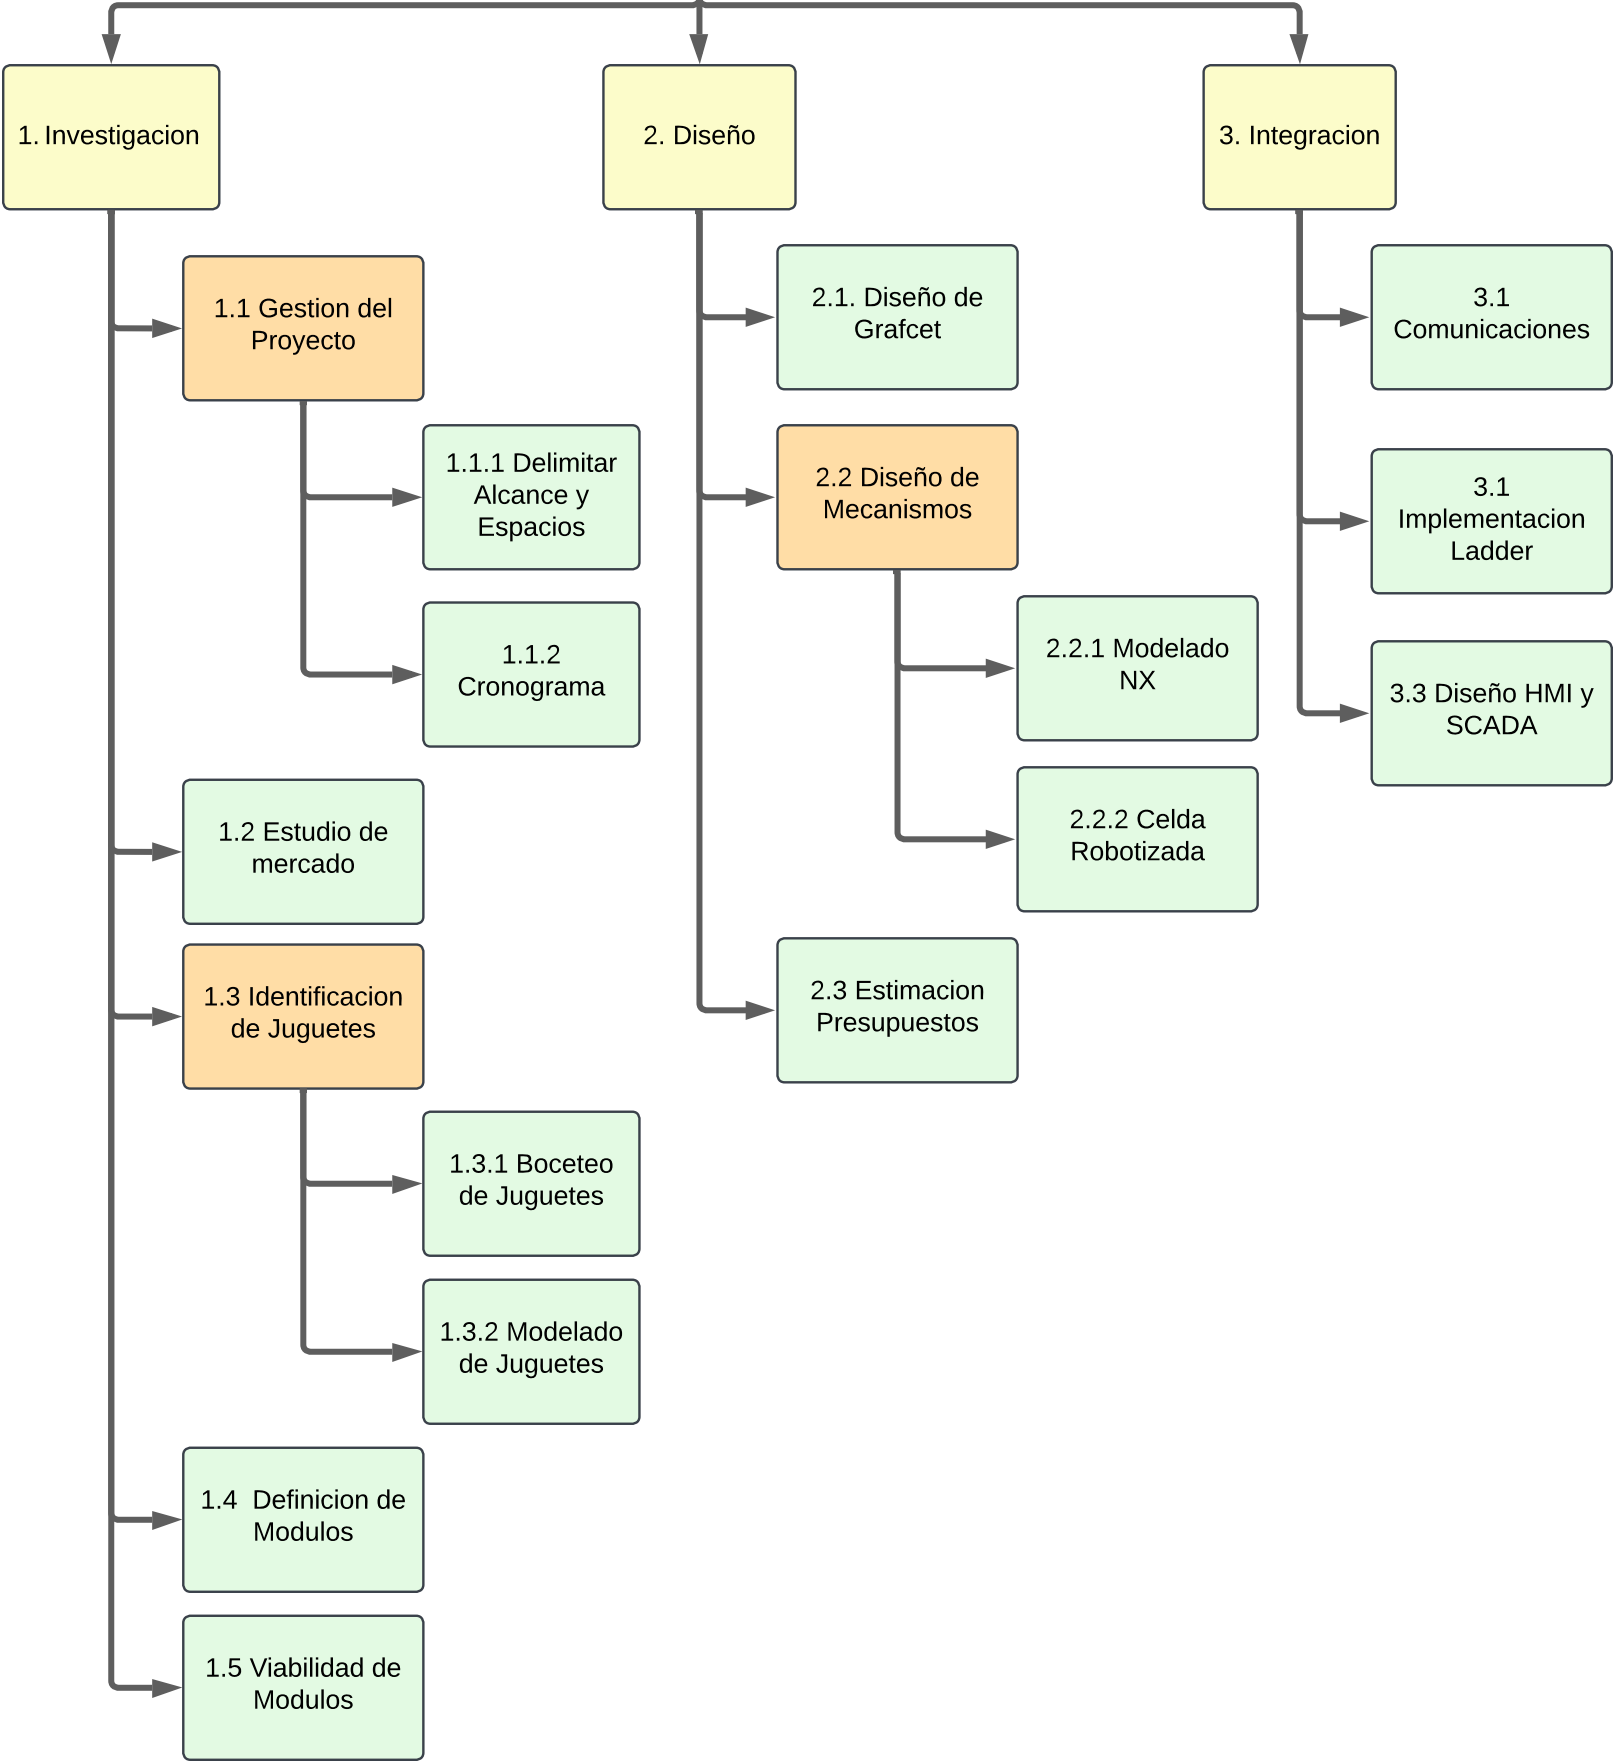 1. Investigacion
2. Diseño
3. Integracion
1.1 Gestion del
Proyecto
1.1.1 Delimitar
Alcance y
Espacios
1.1.2
Cronograma
1.2 Estudio de
mercado
1.3 Identificacion
de Juguetes
1.3.1 Boceteo
de Juguetes
1.3.2 Modelado
de Juguetes
1.4  Definicion de
Modulos
1.5 Viabilidad de
Modulos
2.1. Diseño de
Grafcet
2.2 Diseño de
Mecanismos
2.2.1 Modelado
NX
2.2.2 Celda
Robotizada
2.3 Estimacion
Presupuestos
3.1
Comunicaciones
3.1
Implementacion
Ladder
3.3 Diseño HMI y
SCADA